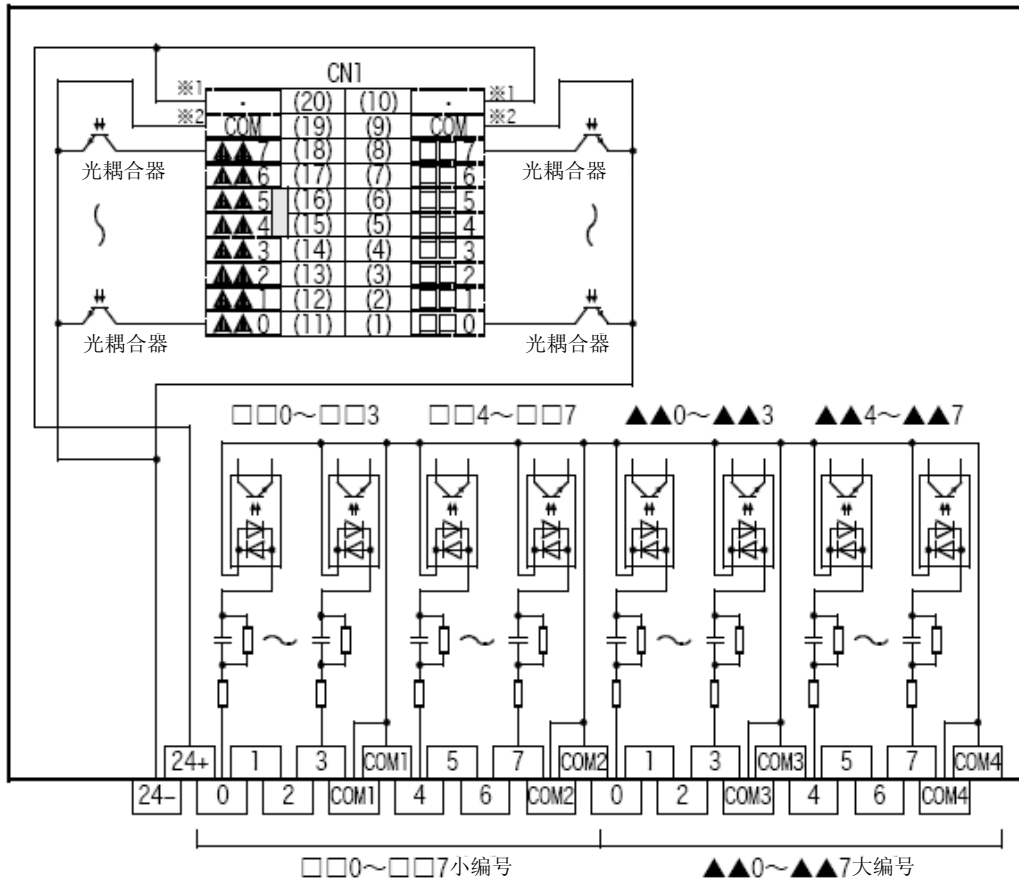 CN1
※1 . (20) (10) . ※1
※2 COM (19) (9) COM ※2
▲▲7 (18) (8) □□7
光耦合器 光耦合器
▲▲6 (17) (7) □□6
▲▲5 (16) (6) □□5
▲▲4 (15) (5) □□4
▲▲3 (14) (4) □□3
▲▲2 (13) (3) □□2
▲▲1 (12) (2) □□1
▲▲0 (11) (1) □□0
光耦合器 光耦合器
□□0～□□3 □□4～□□7 ▲▲0～▲▲3 ▲▲4～▲▲7
24+ 1 3 COM1 5 7 COM2 1 3 COM3 5 7 COM4
24- 0 2 COM1 4 6 COM2 0 2 COM3 4 6 COM4
□□0～□□7小编号 ▲▲0～▲▲7大编号